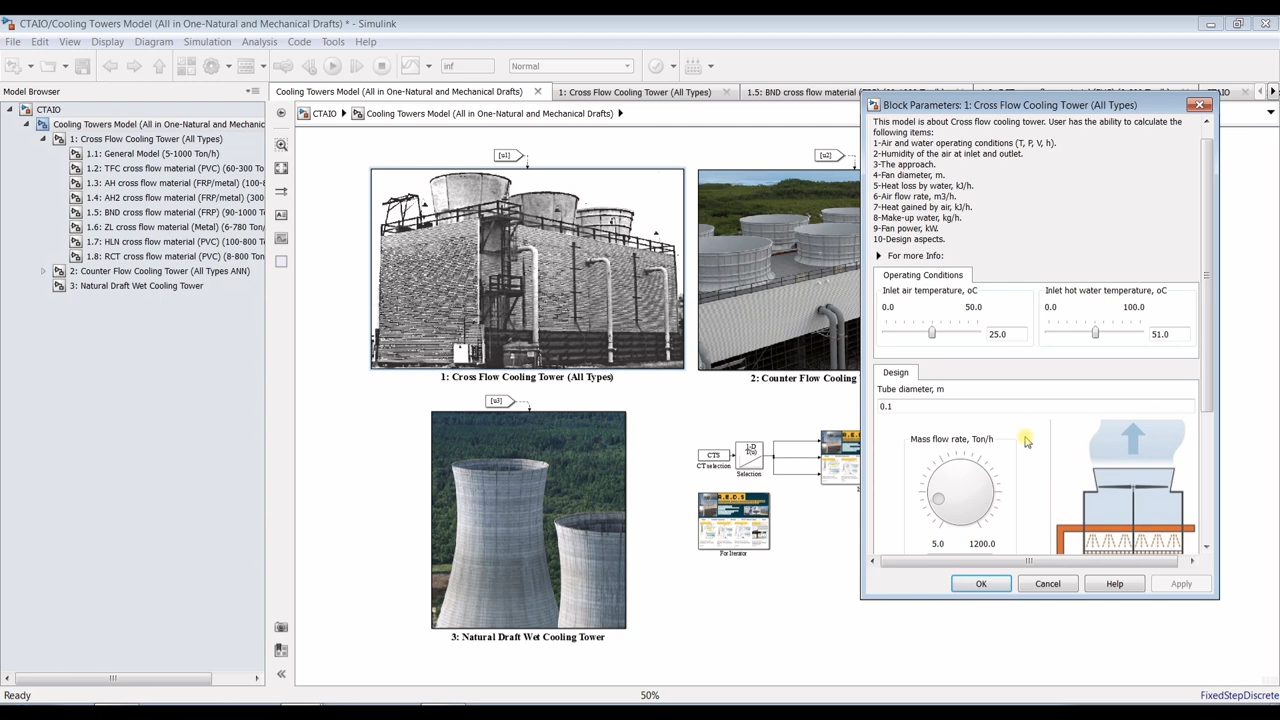 CTAIO/Cooling Towers Model (All in One-Natural and Mechanical Drafts) * - Simulink
File Edit View Display Diagram Simulation Analysis Code Tools Help
inf
Normal
Model Browser
CTAIO
Cooling Towers Model (All in One-Natural and Mechanical
1: Cross Flow Cooling Tower (All Types)
1.1: General Model (5-1000 Ton/h)
1.2: TFC cross flow material (PVC) (60-300 To
1.3: AH cross flow material (FRP/metal) (100-8
1.4: AH2 cross flow material (FRP/metal) (300
1.5: BND cross flow material (FRP) (90-1000 T
1.6: ZL cross flow material (Metal) (60-1000 T
1.7: HLN cross flow material (PVC) (100-800 T
1.8: RCT cross flow material (PVC) (8-800 Tor
2: Counter Flow Cooling Tower (All Types ANN)
3: Natural Draft Wet Cooling Tower
Cooling Towers Model (All in One-Natural and Mechanical Drafts)
1: Cross Flow Cooling Tower (All Types)
1.5: BND cross flow material
CTAIO
CTAIO
Cooling Towers Model (All in One-Natural and Mechanical Drafts)
[u1]
[u2]
1: Cross Flow Cooling Tower (All Types)
2: Counter Flow Cooling
[u3]
3: Natural Draft Wet Cooling Tower
CTS
CT selection
1-D
T(u)
Selection
R.E.D.S
For Iterator
Block Parameters: 1: Cross Flow Cooling Tower (All Types)
This model is about Cross flow cooling tower. User has the ability to calculate the
following items:
1-Air and water operating conditions (T, P, V, h).
2-Humidity of the air at inlet and outlet.
3-The approach.
4-Fan diameter, m.
5-Heat loss by water, kJ/h.
6-Air flow rate, m3/h.
7-Heat gained by air, kJ/h.
8-Make-up water, kg/h.
9-Fan power, kW.
10-Design aspects.
For more Info:
Operating Conditions
Inlet air temperature, oC
0.0 50.0
25.0
Inlet hot water temperature, oC
0.0 100.0
51.0
Design
Tube diameter, m
0.1
Mass flow rate, Ton/h
5.0 1200.0
OK Cancel Help Apply
Ready
50%
FixedStepDiscrete